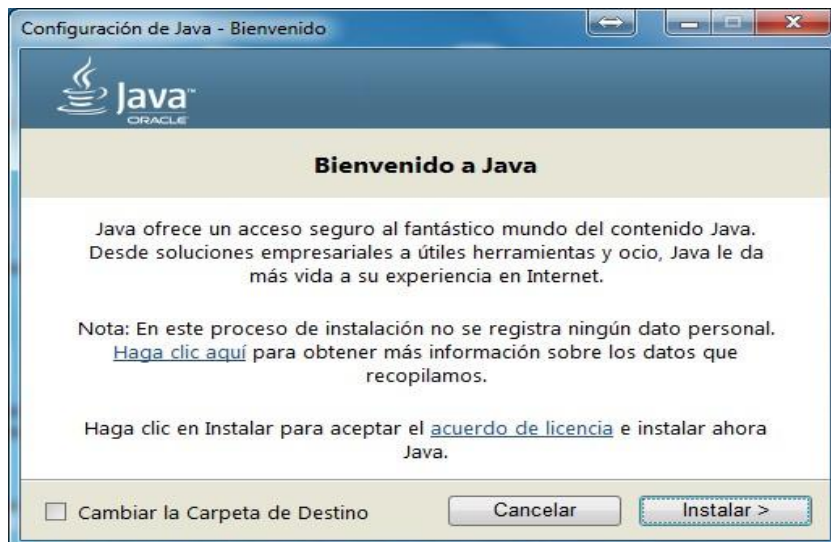 Configuración de Java - Bienvenido
Java™
ORACLE
Bienvenido a Java
Java ofrece un acceso seguro al fantástico mundo del contenido Java.
Desde soluciones empresariales a útiles herramientas y ocio, Java le da
más vida a su experiencia en Internet.
Nota: En este proceso de instalación no se registra ningún dato personal.
Haga clic aquí para obtener más información sobre los datos que
recopilamos.
Haga clic en Instalar para aceptar el acuerdo de licencia e instalar ahora
Java.
Cambiar la Carpeta de Destino
Cancelar
Instalar >